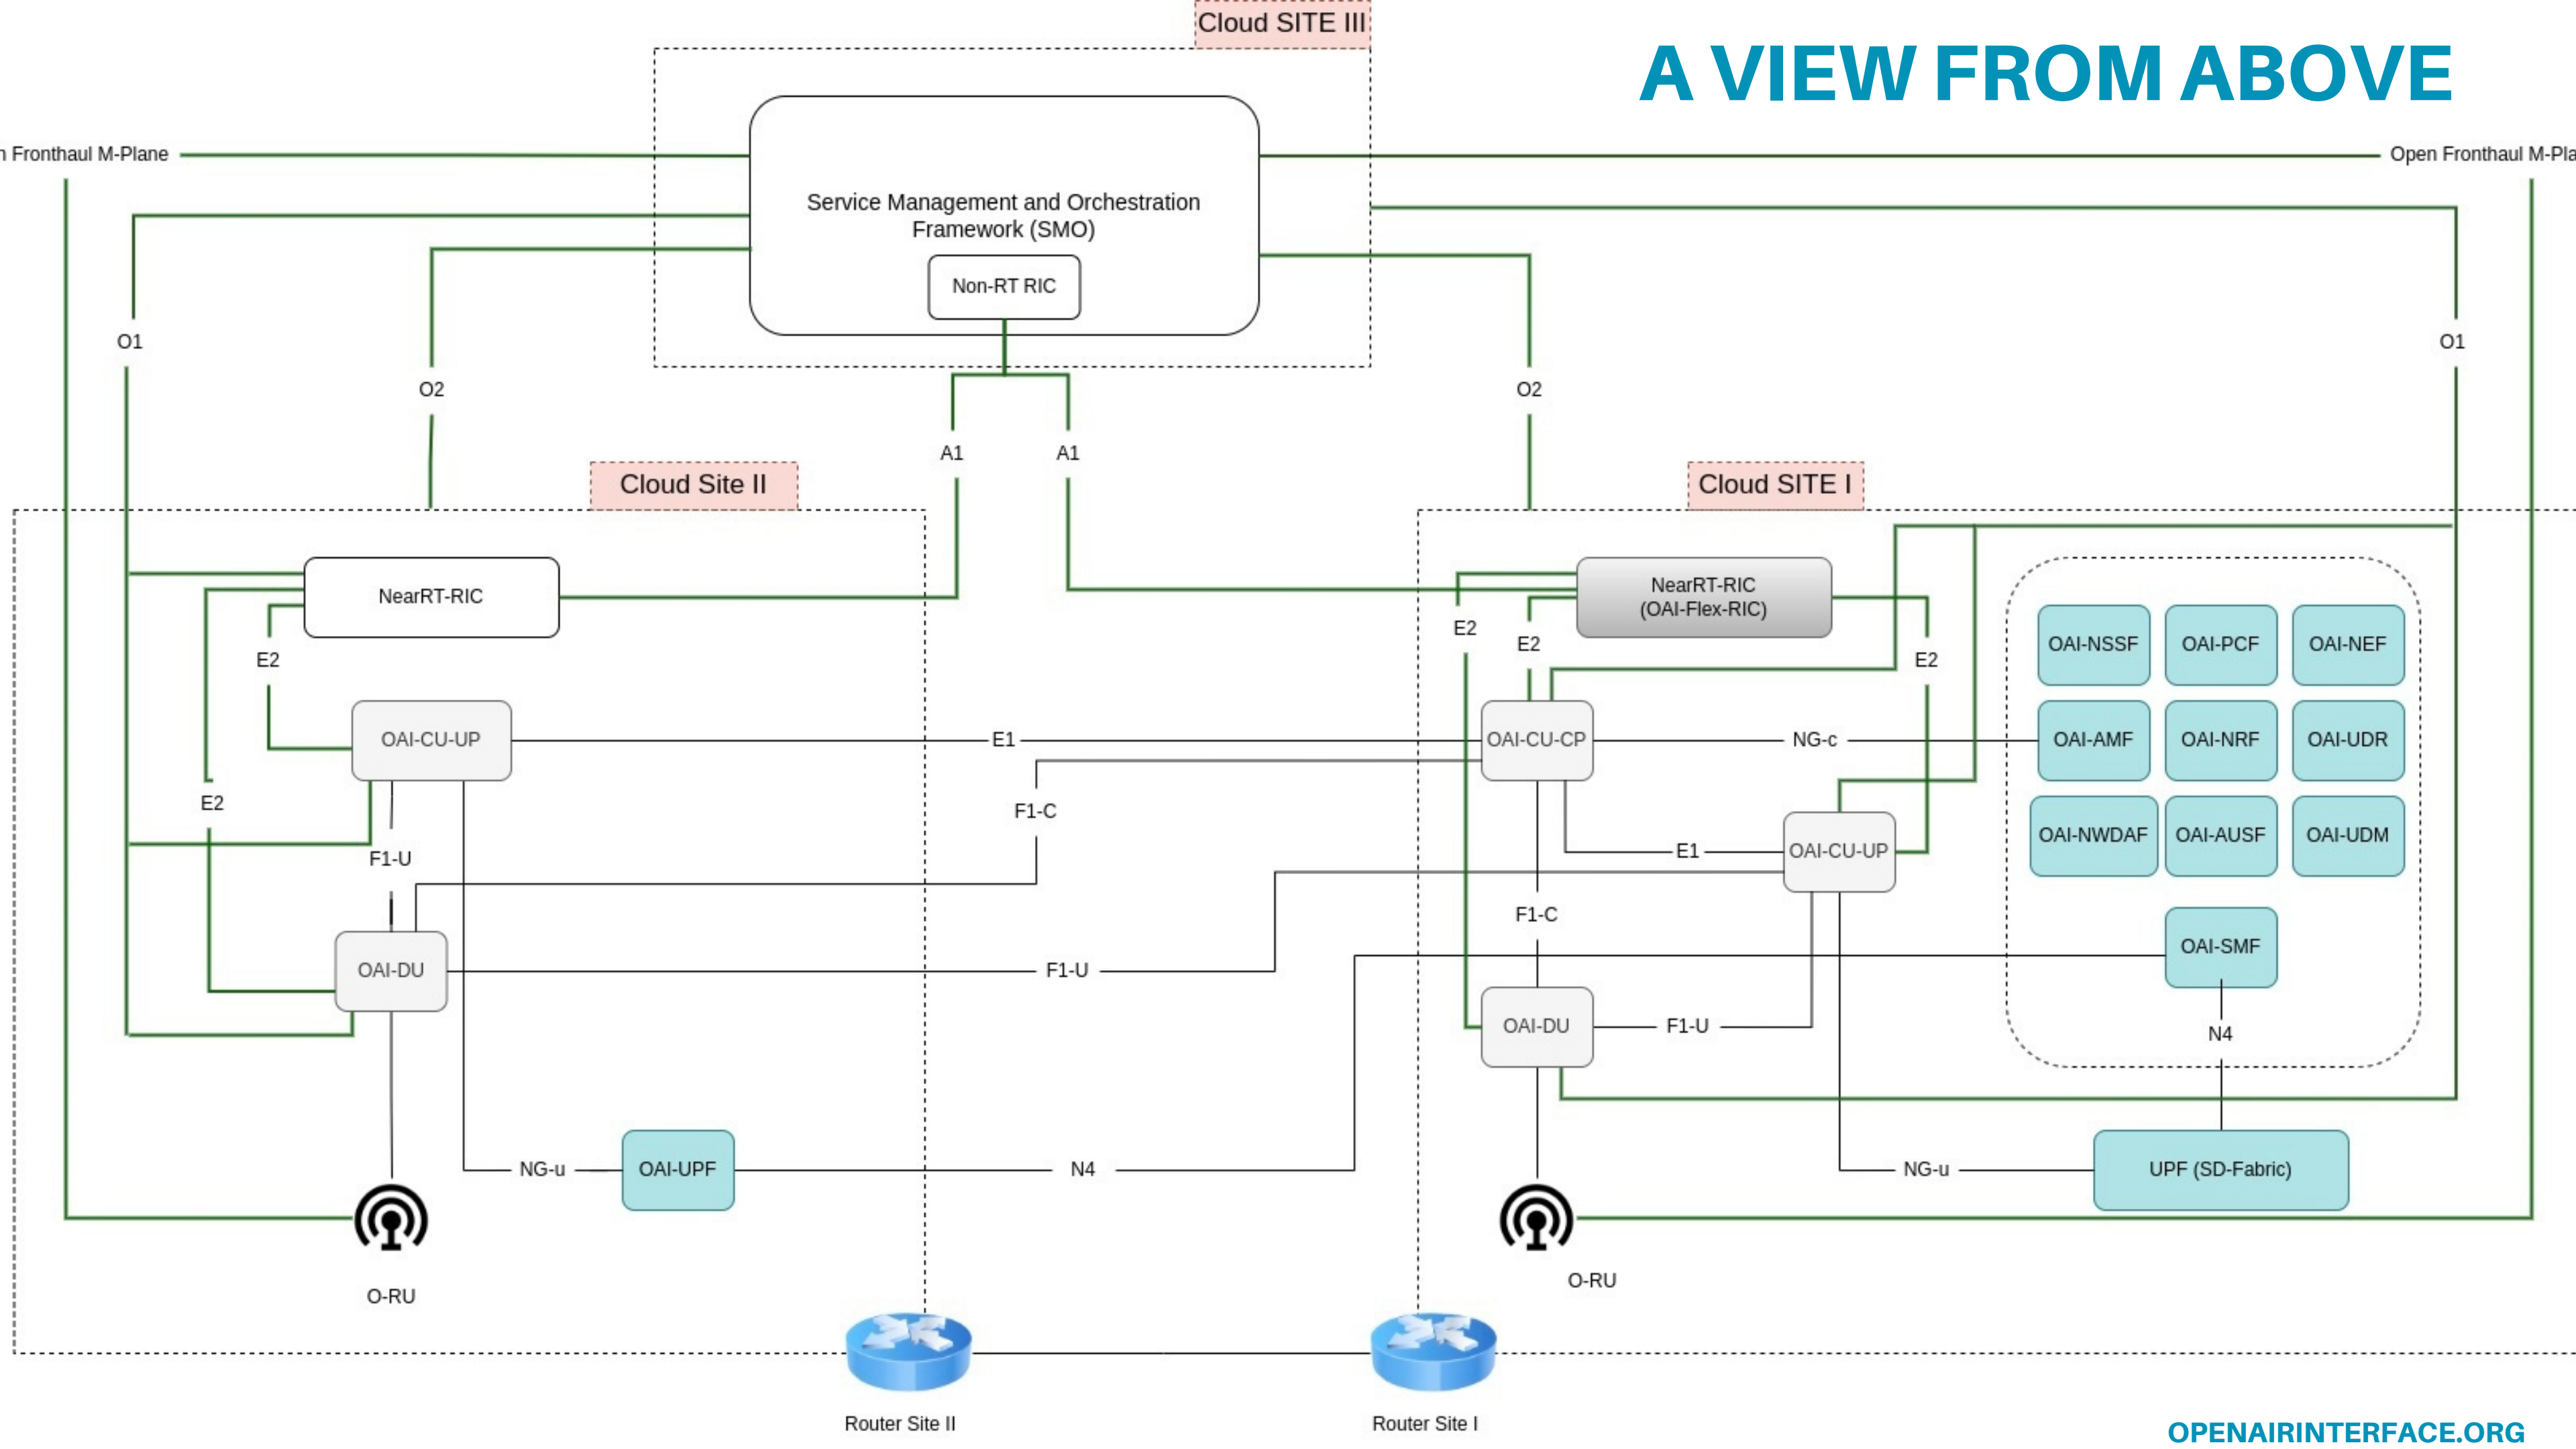 Cloud SITE III
A VIEW FROM ABOVE
n Fronthaul M-Plane
Open Fronthaul M-Pla
Service Management and Orchestration
Framework (SMO)
Non-RT RIC
O1
O1
O2
O2
A1
A1
Cloud Site II
Cloud SITE I
NearRT-RIC
NearRT-RIC
(OAI-Flex-RIC)
E2
E2
E2
E2
E2
OAI-NSSF
OAI-PCF
OAI-NEF
OAI-CU-UP
E1
OAI-CU-CP
NG-c
OAI-AMF
OAI-NRF
OAI-UDR
F1-C
F1-U
E1
OAI-CU-UP
OAI-NWDAF
OAI-AUSF
OAI-UDM
F1-C
OAI-SMF
OAI-DU
F1-U
OAI-DU
F1-U
N4
NG-u
OAI-UPF
N4
NG-u
UPF (SD-Fabric)
O-RU
O-RU
Router Site II
Router Site I
OPENAIRINTERFACE.ORG